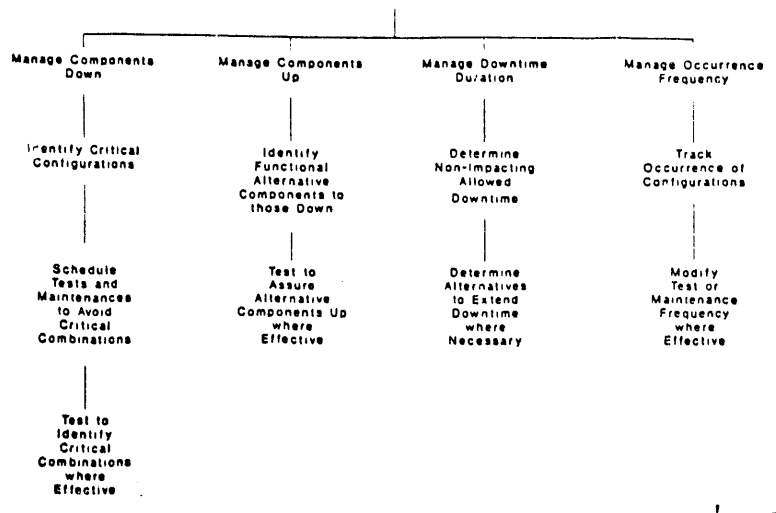 Manage Components
Down
Identify Critical
Configurations
Schedule
Tests and
Maintenances
to Avoid
Critical
Combinations
Test to
Identify
Critical
Combinations
where
Effective
Manage Components
Up
Identify
Functional
Alternative
Components to
those Down
Test to
Assure
Alternative
Components Up
where
Effective
Manage Downtime
Duration
Determine
Non-Impacting
Allowed
Downtime
Determine
Alternatives
to Extend
Downtime
where
Necessary
Manage Occurrence
Frequency
Track
Occurrence of
Configurations
Modify
Test or
Maintenance
Frequency
where
Effective